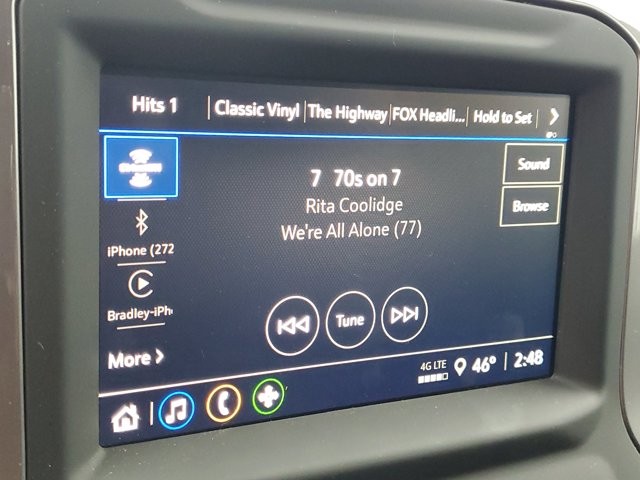 Hits 1 Classic Vinyl The Highway FOX Headli... Hold to Set
7 70s on 7
Rita Coolidge
We're All Alone (77)
Sound
Browse
iPhone (272
Bradley-iPh
More
Tune
4G LTE
46° 2:48